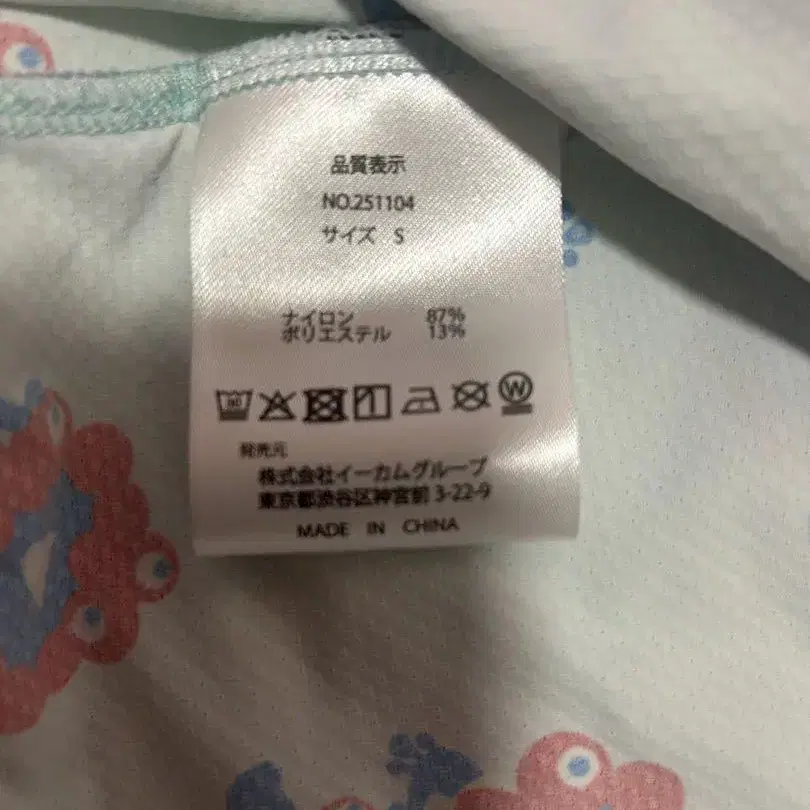 品質表示
NO.251104
サイズ S
ナイロン 87%
ポリエステル 13%
W
発売元
株式会社イーカムグループ
東京都渋谷区神宮前 3-22-9
MADE IN CHINA